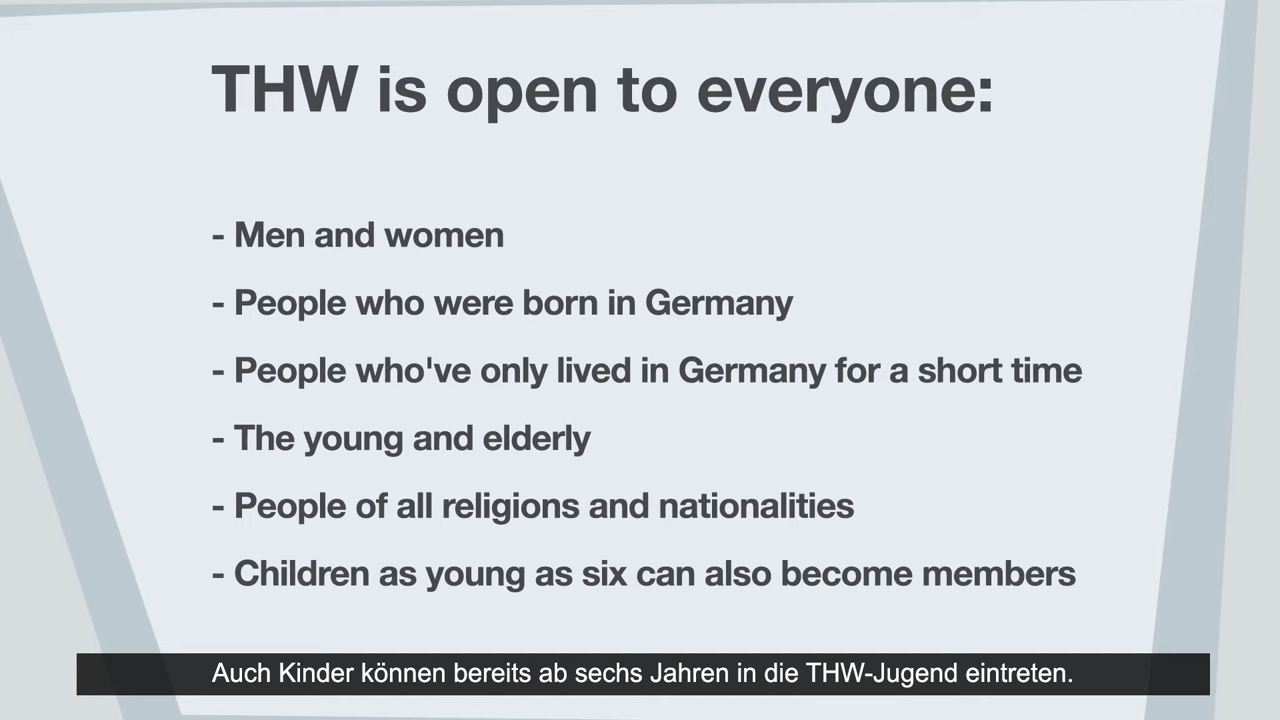 THW is open to everyone:
- Men and women
- People who were born in Germany
- People who've only lived in Germany for a short time
- The young and elderly
- People of all religions and nationalities
- Children as young as six can also become members
Auch Kinder können bereits ab sechs Jahren in die THW-Jugend eintreten.